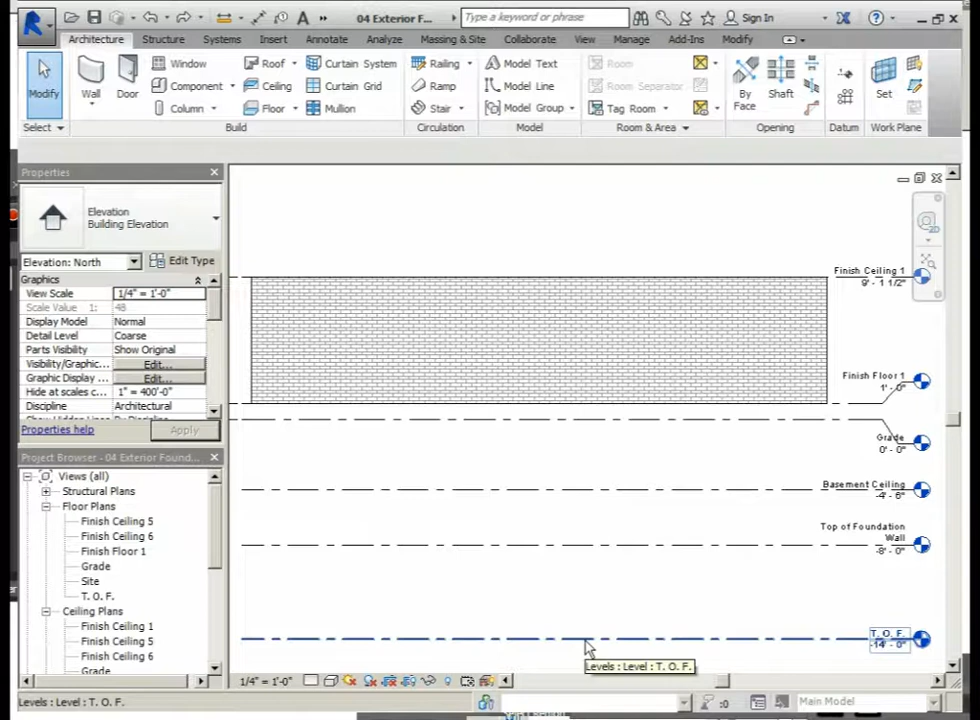 04 Exterior F...
Type a keyword or phrase
Sign In
Architecture Structure Systems Insert Annotate Analyze Massing & Site Collaborate View Manage Add-Ins Modify
Modify
Wall
Door
Window
Component
Column
Roof
Ceiling
Floor
Curtain System
Curtain Grid
Mullion
Railing
Ramp
Stair
Model Text
Model Line
Model Group
Room
Room Separator
Tag Room
By Face
Shaft
Set
Select
Build
Circulation
Model
Room & Area
Opening
Datum
Work Plane
Properties
Elevation
Building Elevation
Elevation: North
Edit Type
Graphics
View Scale 1/4" = 1'-0"
Scale Value 1: 48
Display Model Normal
Detail Level Coarse
Parts Visibility Show Original
Visibility/Graphic... Edit...
Graphic Display ... Edit...
Hide at scales c... 1" = 400'-0"
Discipline Architectural
Properties help
Apply
Project Browser - 04 Exterior Found...
Views (all)
Structural Plans
Floor Plans
Finish Ceiling 5
Finish Ceiling 6
Finish Floor 1
Grade
Site
T. O. F.
Ceiling Plans
Finish Ceiling 1
Finish Ceiling 5
Finish Ceiling 6
Grade
Finish Ceiling 1
9' - 1 1/2"
Finish Floor 1
1' - 0"
Grade
0' - 0"
Basement Ceiling
-4' - 6"
Top of Foundation
Wall
-8' - 0"
T. O. F.
-14' - 0"
2D
Levels : Level : T. O. F.
1/4" = 1'-0"
Levels : Level : T. O. F.
:0
Main Model